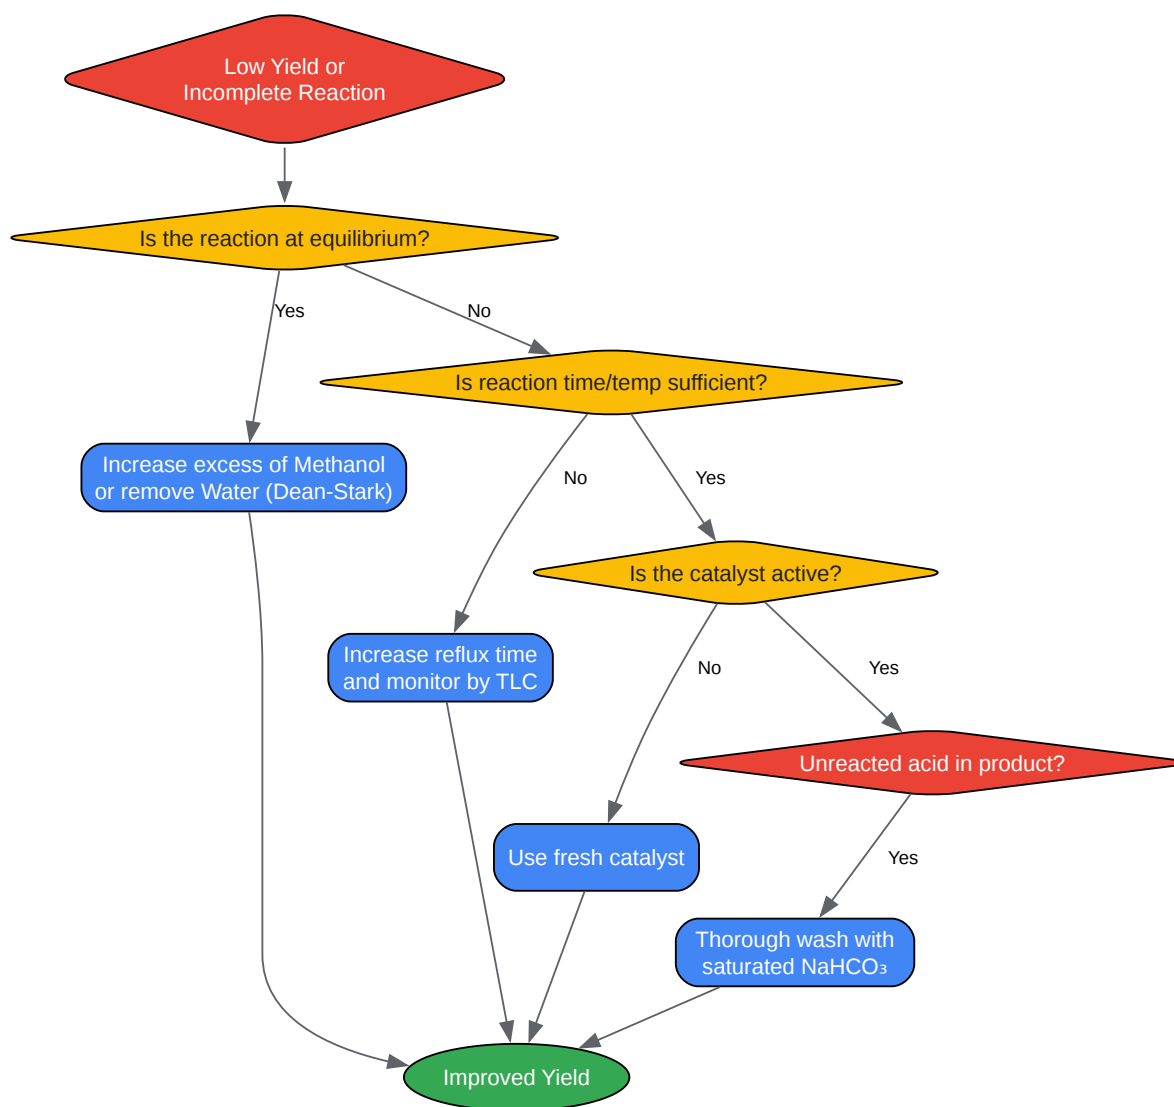 Low Yield or
Incomplete Reaction
Is the reaction at equilibrium?
Yes
No
Is reaction time/temp sufficient?
Increase excess of Methanol
or remove Water (Dean-Stark)
No
Yes
Is the catalyst active?
Increase reflux time
and monitor by TLC
No
Yes
Unreacted acid in product?
Use fresh catalyst
Yes
Thorough wash with
saturated NaHCO₃
Improved Yield